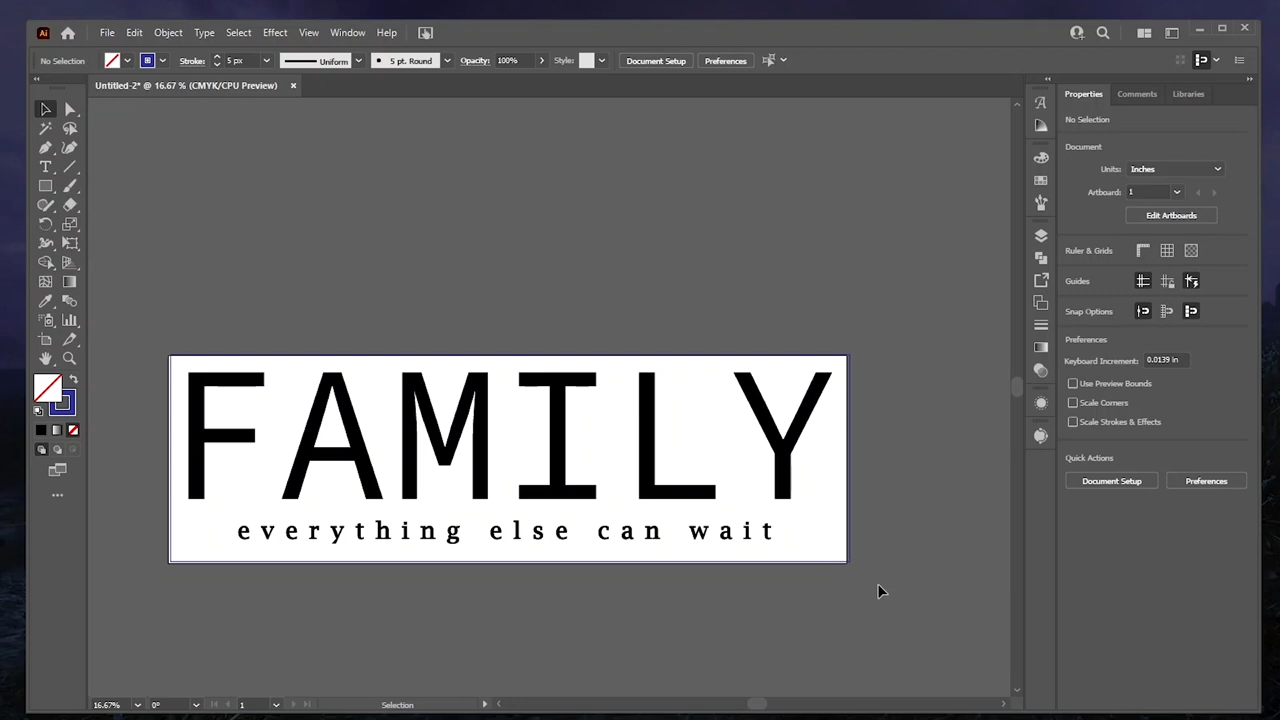 Ai File Edit Object Type Select Effect View Window Help
No Selection Stroke: 5 px Uniform 5 pt. Round Opacity: 100% Style: Document Setup Preferences
Untitled-2* @ 16.67 % (CMYK/CPU Preview) ×
Properties Comments Libraries
No Selection
Document
Units: Inches
Artboard: 1
Edit Artboards
Ruler & Grids
Guides
Snap Options
Preferences
Keyboard Increment: 0.0139 in
Use Preview Bounds
Scale Corners
Scale Strokes & Effects
Quick Actions
Document Setup Preferences
FAMILY
everything else can wait
16.67% 0° 1 Selection